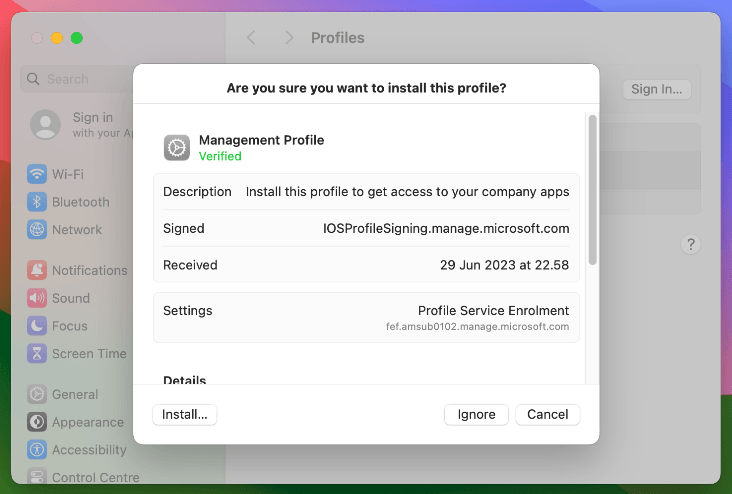 Profiles
Search
Sign in
with your Ap
Wi-Fi
Bluetooth
Network
Notifications
Sound
Focus
Screen Time
General
Appearance
Accessibility
Control Centre
Sign In...
?
Are you sure you want to install this profile?
Management Profile
Verified
Description Install this profile to get access to your company apps
Signed IOSProfileSigning.manage.microsoft.com
Received 29 Jun 2023 at 22.58
Settings Profile Service Enrolment
fef.amsub0102.manage.microsoft.com
Details
Install... Ignore Cancel